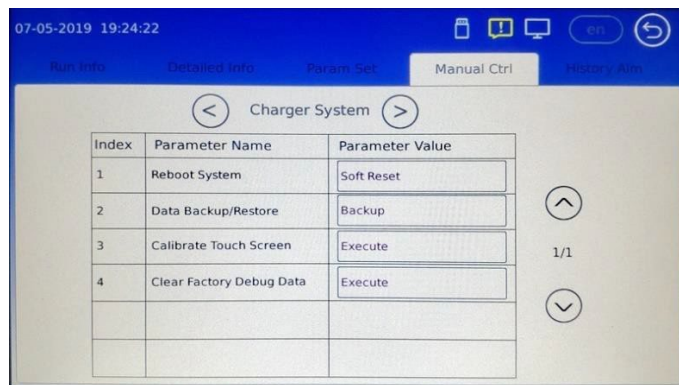 07-05-2019 19:24:22
en
Run Info Detailed Info Param Set Manual Ctrl History Alm
< Charger System >
Index Parameter Name Parameter Value
1 Reboot System Soft Reset
2 Data Backup/Restore Backup
3 Calibrate Touch Screen Execute
1/1
4 Clear Factory Debug Data Execute